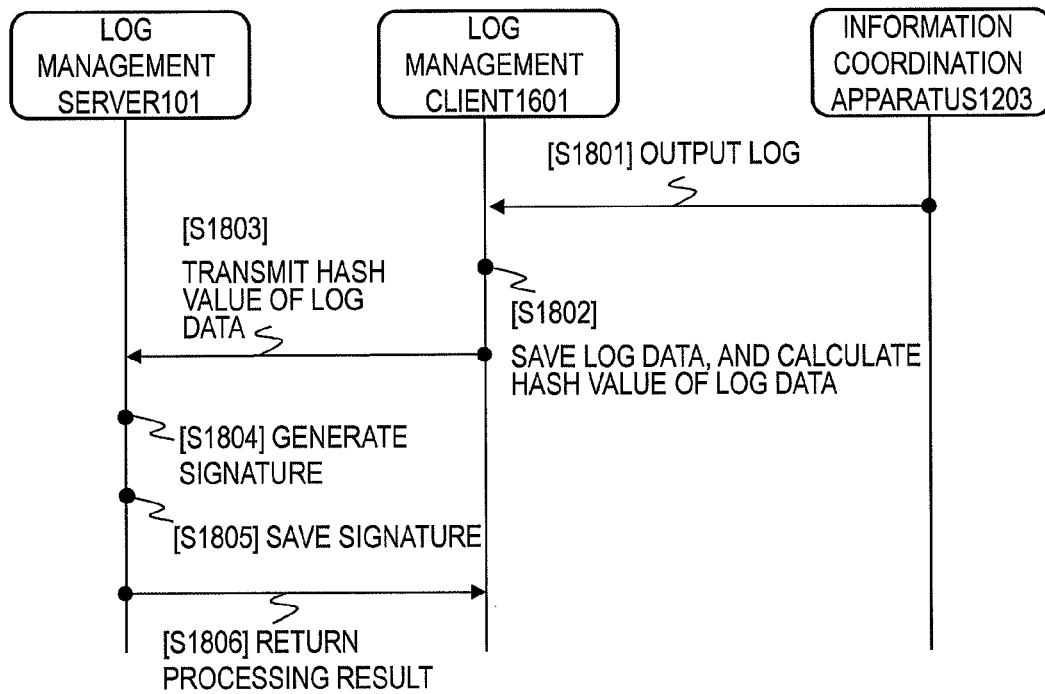 LOG
MANAGEMENT
SERVER101
LOG
MANAGEMENT
CLIENT1601
INFORMATION
COORDINATION
APPARATUS1203
[S1801] OUTPUT LOG
[S1803]
TRANSMIT HASH
VALUE OF LOG
DATA
[S1802]
SAVE LOG DATA, AND CALCULATE
HASH VALUE OF LOG DATA
[S1804] GENERATE
SIGNATURE
[S1805] SAVE SIGNATURE
[S1806] RETURN
PROCESSING RESULT